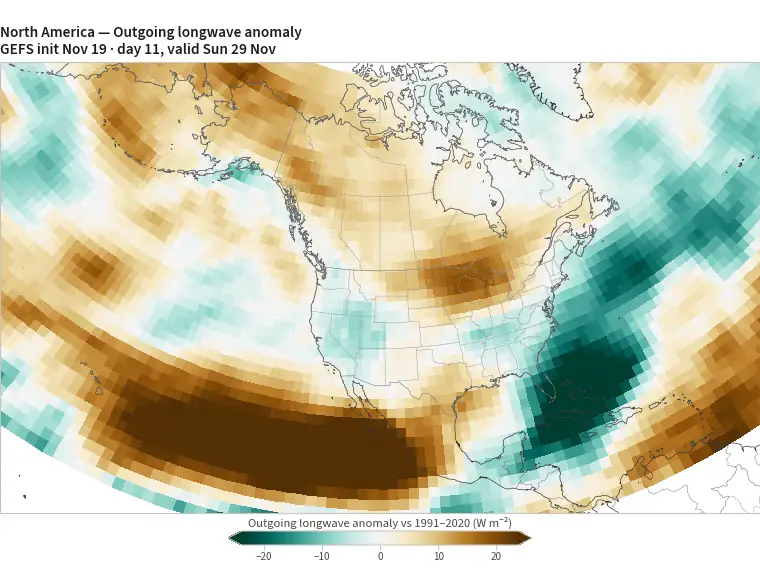 North America — Outgoing longwave anomaly
GEFS init Nov 19 · day 11, valid Sun 29 Nov
Outgoing longwave anomaly vs 1991–2020 (W m⁻²)
−20 −10 0 10 20